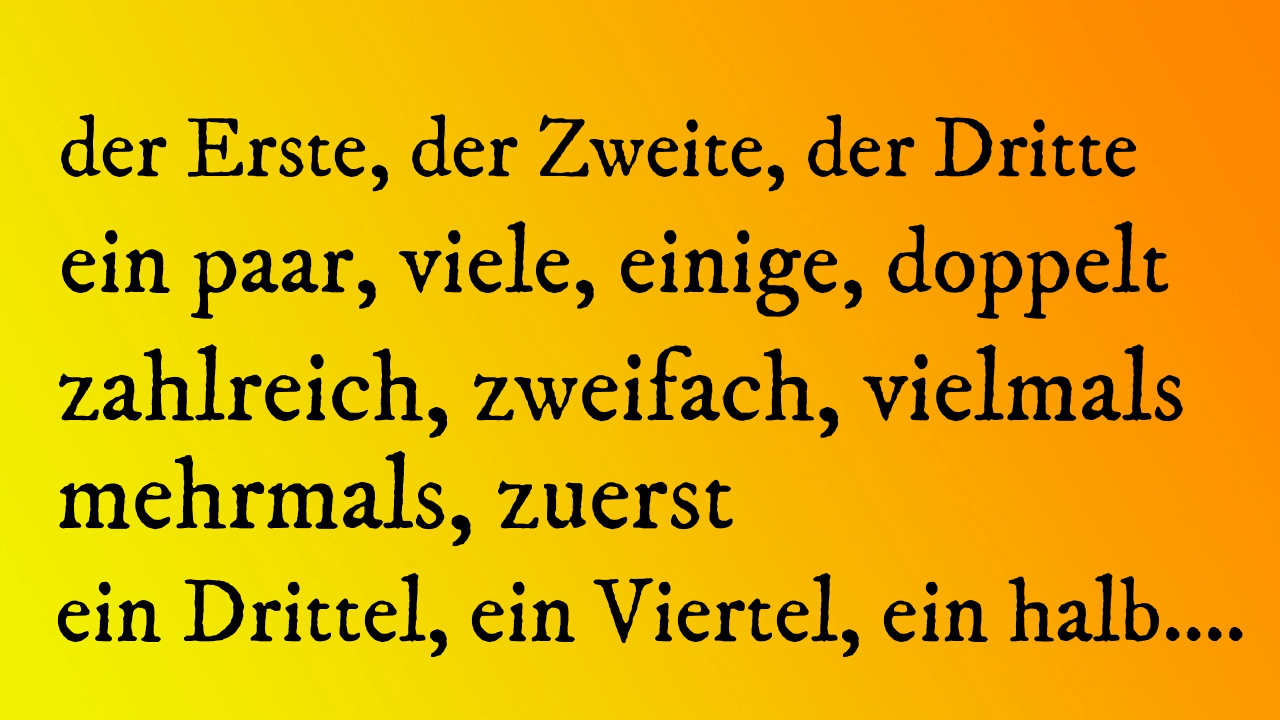 der Erste, der Zweite, der Dritte
ein paar, viele, einige, doppelt
zahlreich, zweifach, vielmals
mehrmals, zuerst
ein Drittel, ein Viertel, ein halb....